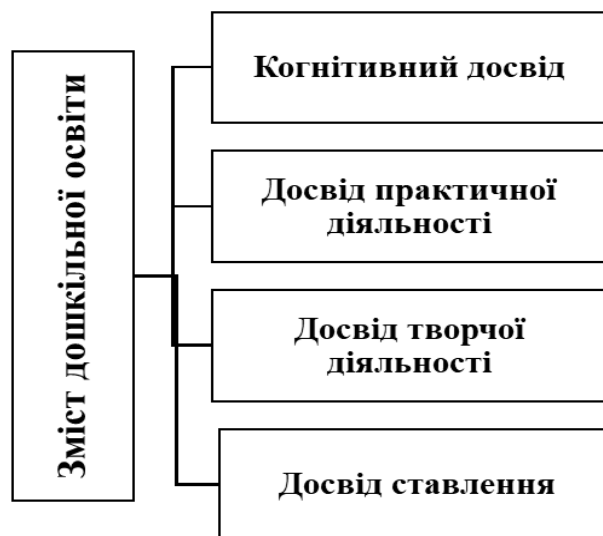 Зміст дошкільної освіти
Когнітивний досвід
Досвід практичної
діяльності
Досвід творчої
діяльності
Досвід ставлення